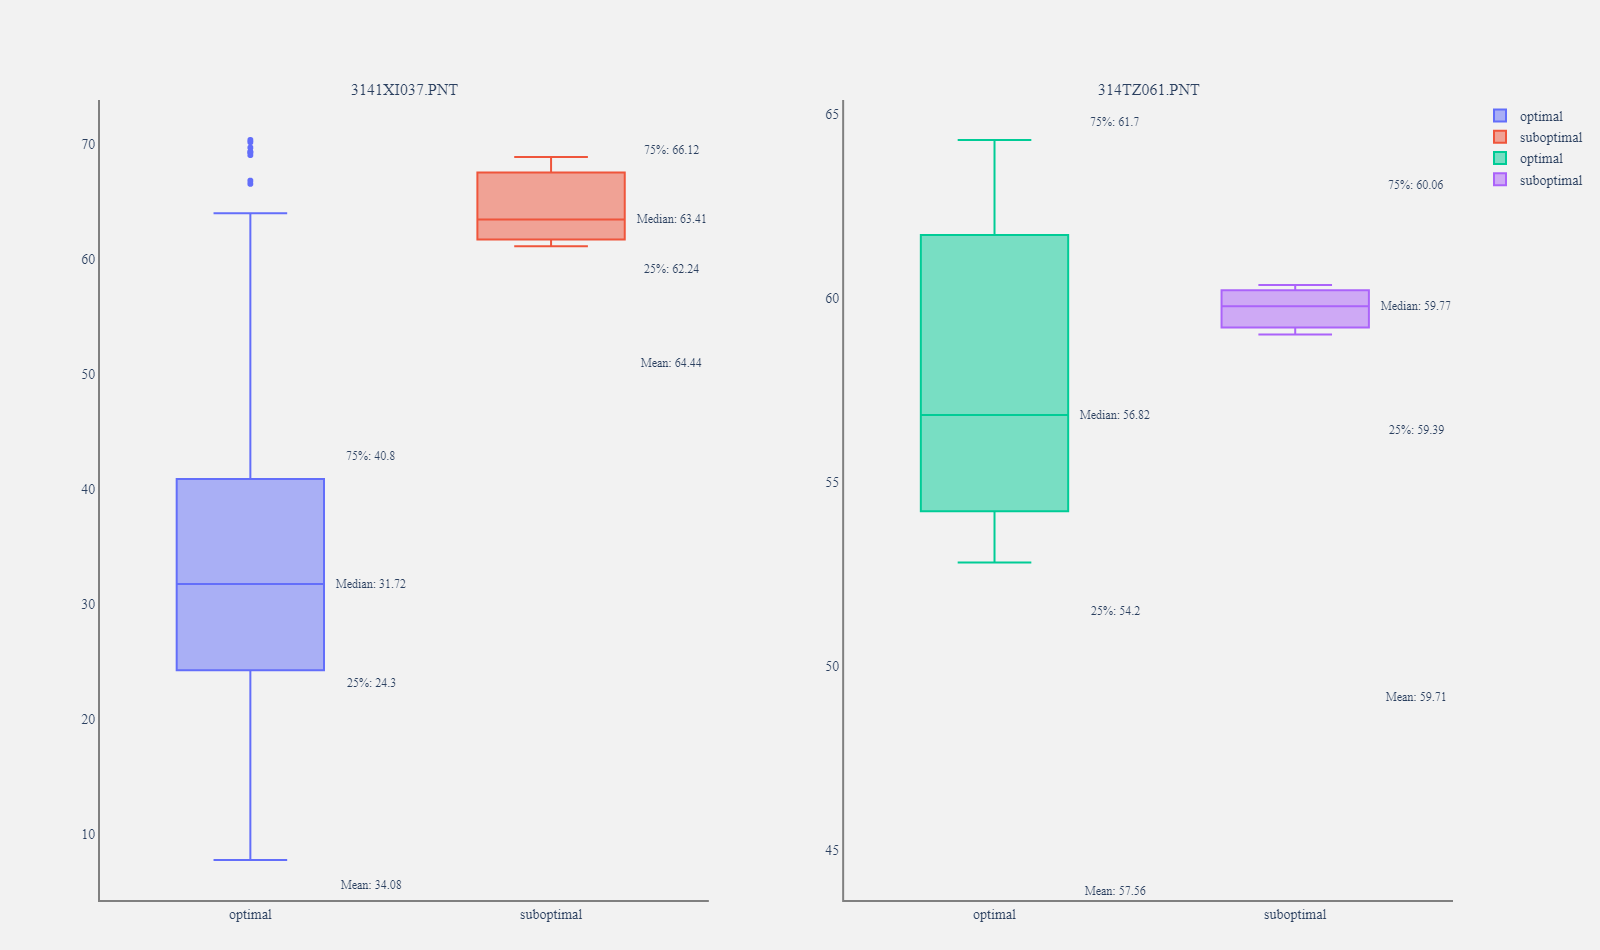 3141XI037.PNT
70
60
50
40
30
20
10
75%: 40.8
Median: 31.72
25%: 24.3
Mean: 34.08
75%: 66.12
Median: 63.41
25%: 62.24
Mean: 64.44
optimal
suboptimal
314TZ061.PNT
65
60
55
50
45
75%: 61.7
Median: 56.82
25%: 54.2
Mean: 57.56
75%: 60.06
Median: 59.77
25%: 59.39
Mean: 59.71
optimal
suboptimal
optimal
suboptimal
optimal
suboptimal